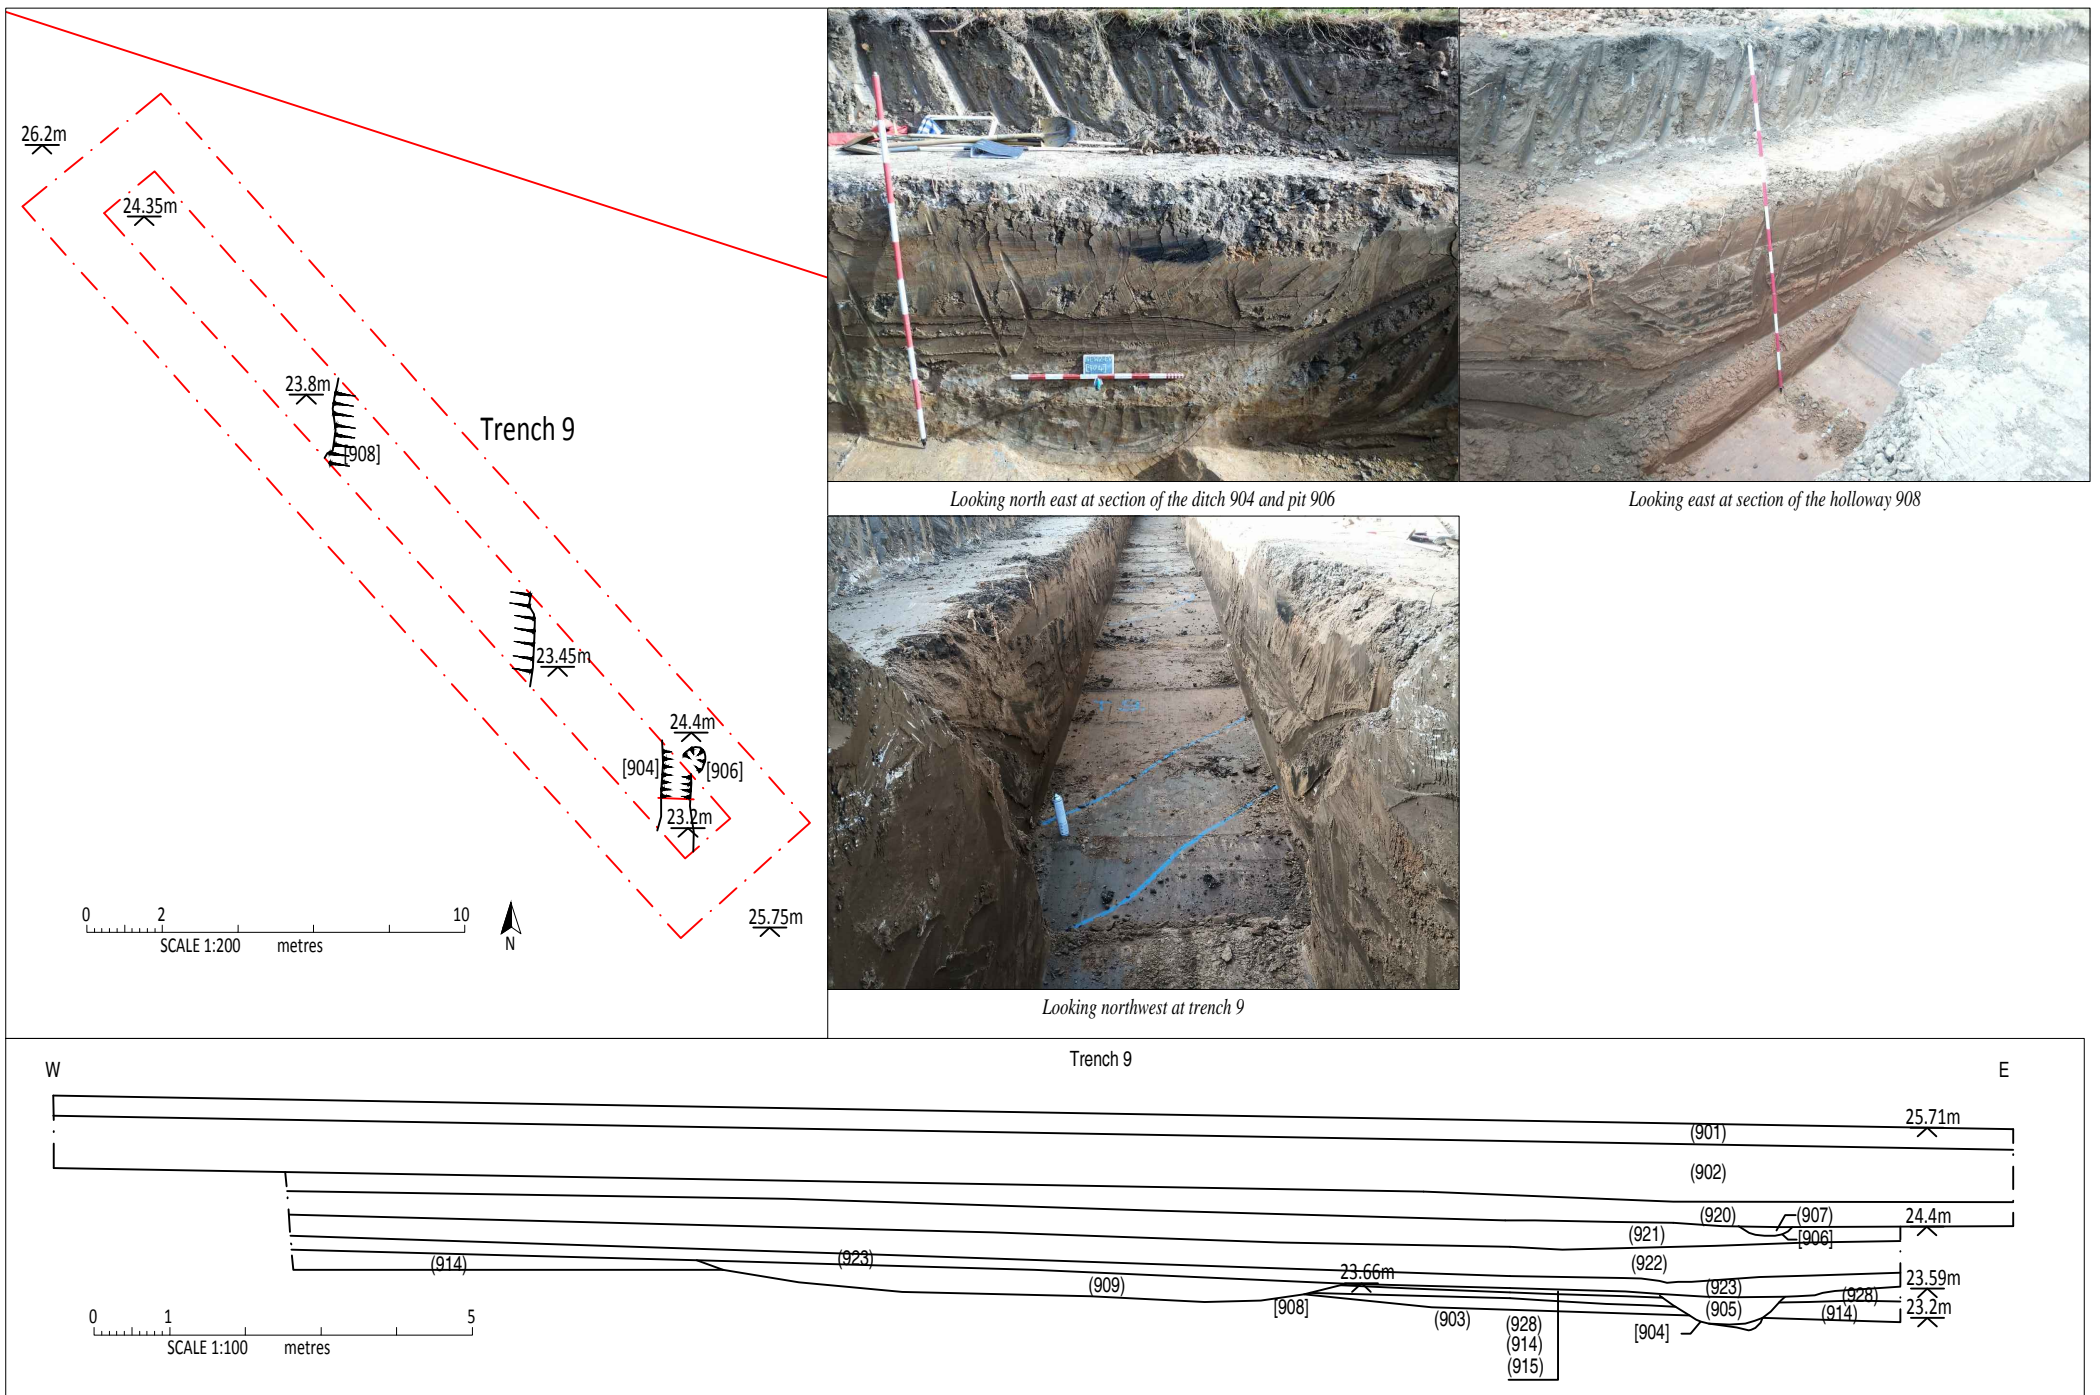 26.2m
24.35m
23.8m
[908]
Trench 9
23.45m
24.4m
[904]
[906]
23.2m
25.75m
0 2 10
SCALE 1:200 metres
N
Looking north east at section of the ditch 904 and pit 906
Looking east at section of the holloway 908
Looking northwest at trench 9
Trench 9
W
E
25.71m
(901)
(902)
(920)
(907)
24.4m
(921)
[906]
(922)
(914)
(923)
(909)
23.66m
(923)
23.59m
(928)
[908]
(903)
(928)
(914)
(915)
(905)
(914)
23.2m
[904]
0 1 5
SCALE 1:100 metres